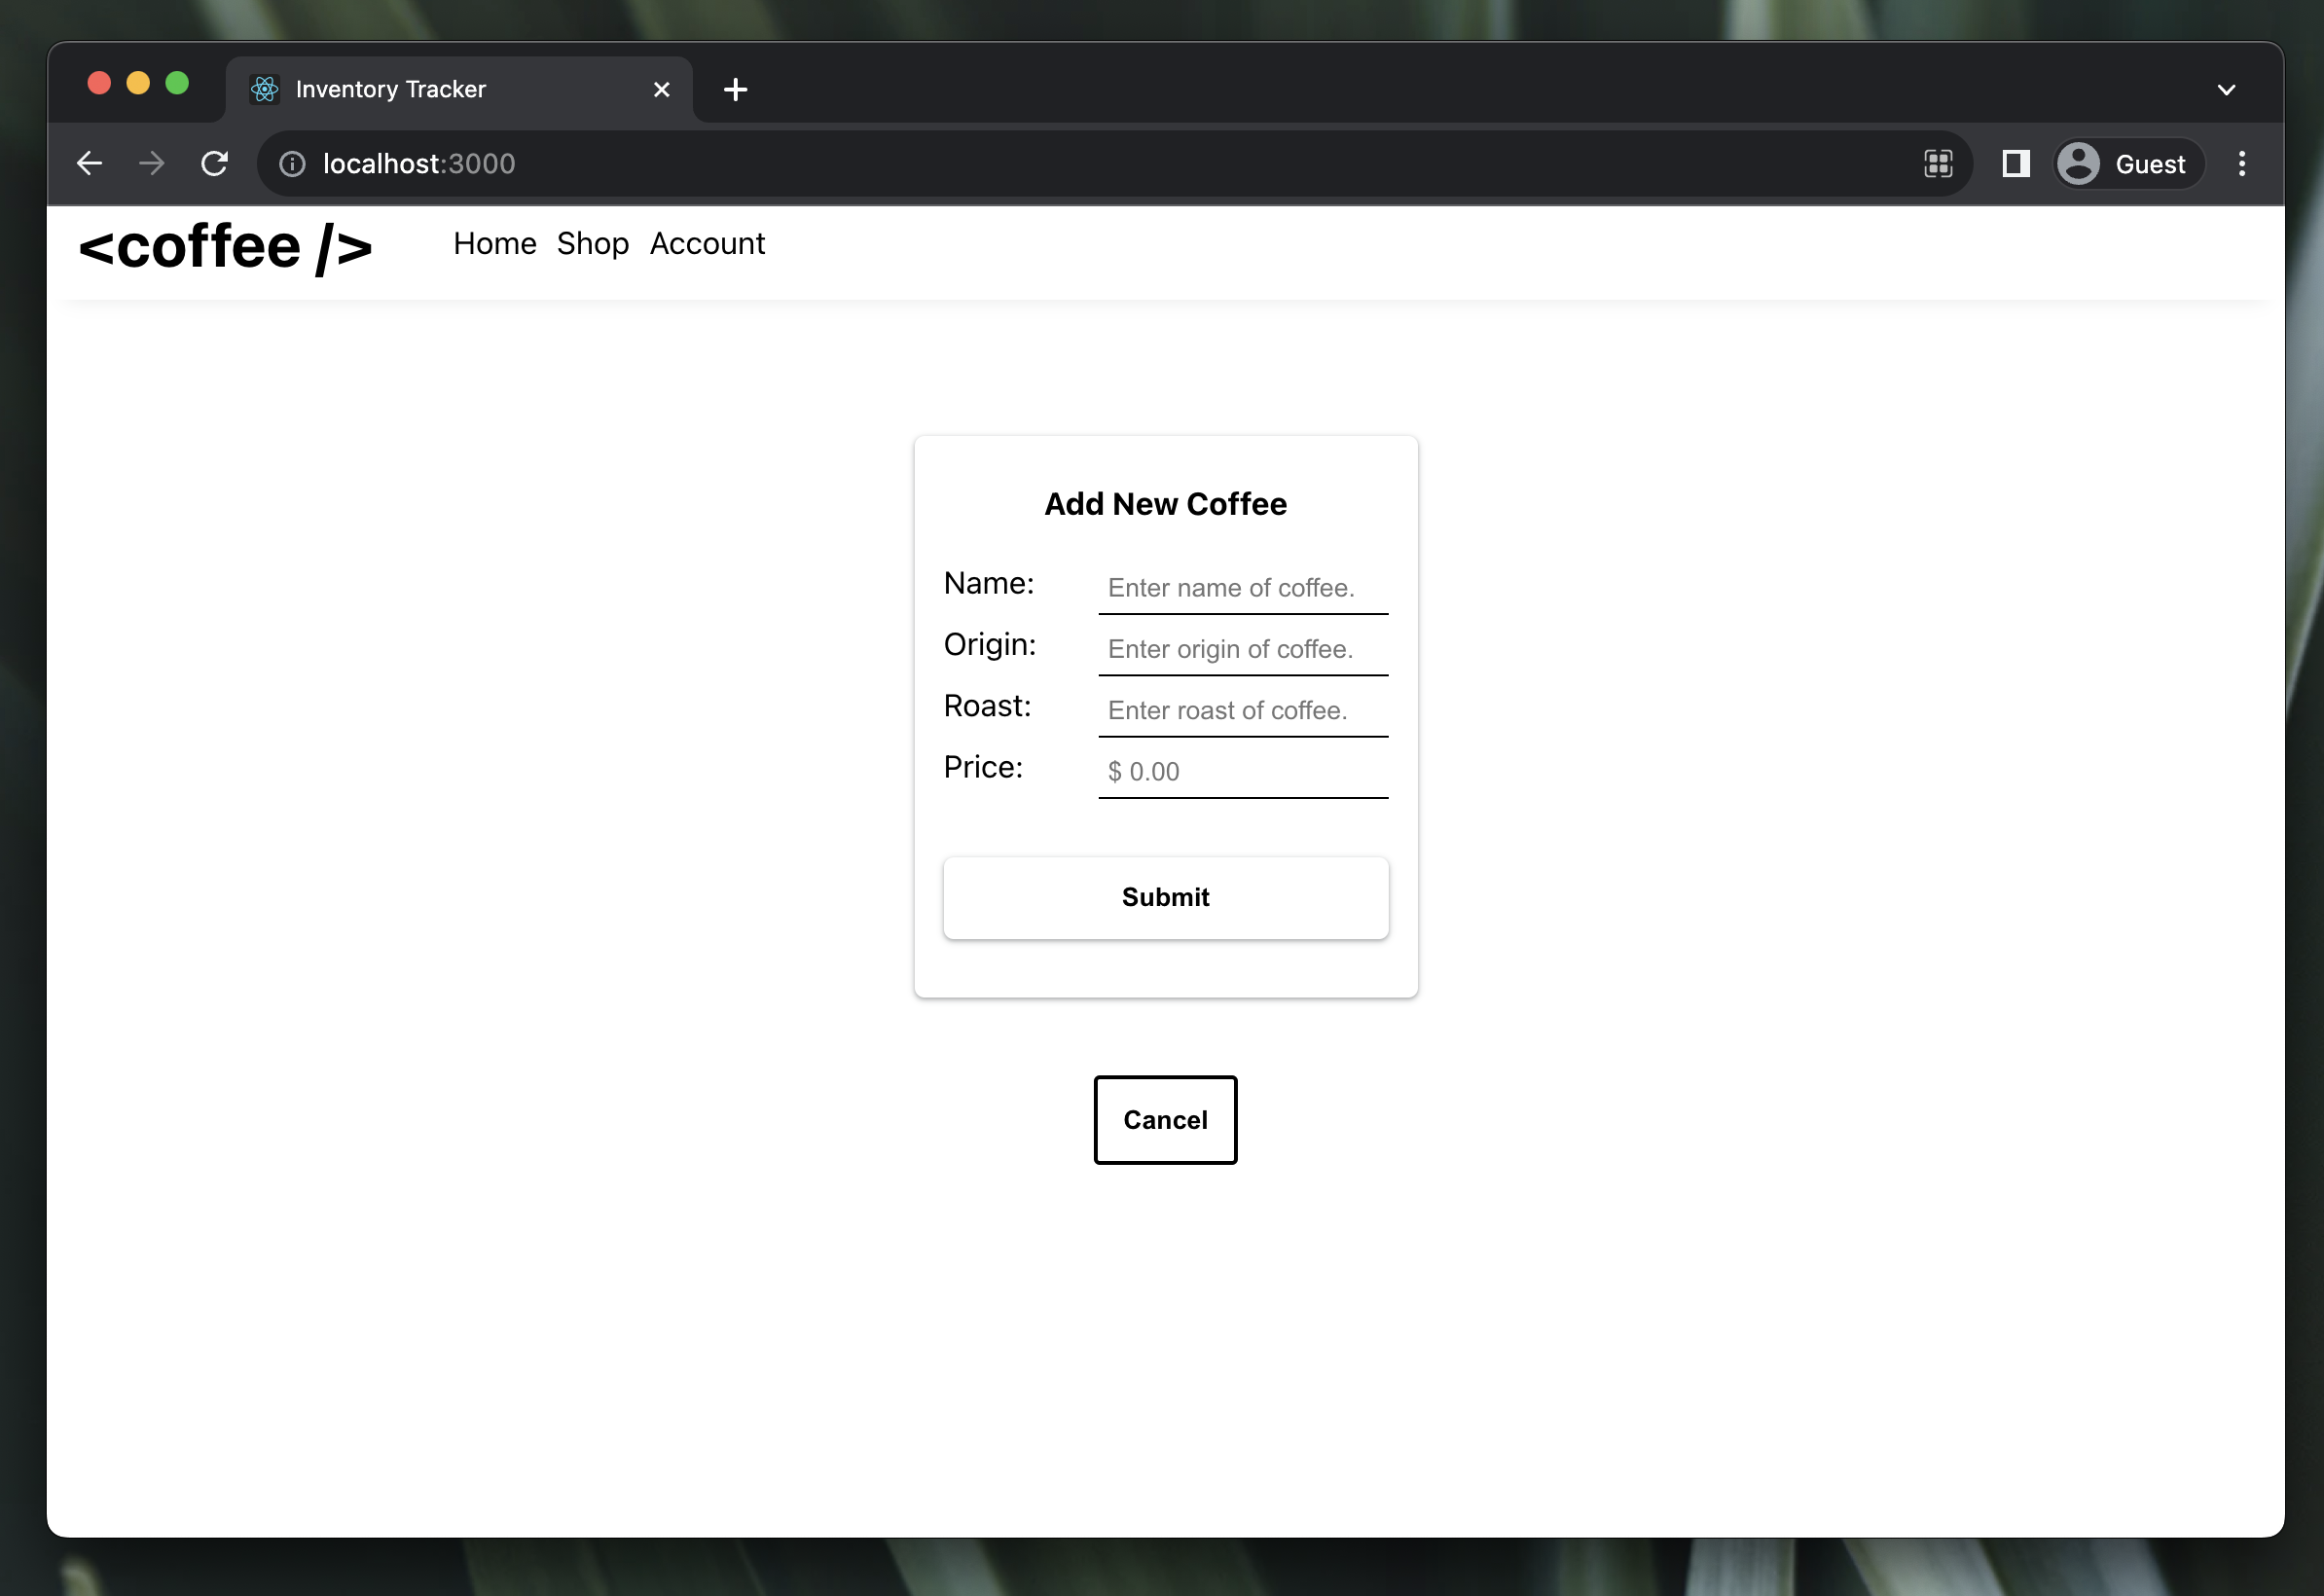 Inventory Tracker
localhost:3000
Guest
<coffee />
Home Shop Account
Add New Coffee
Name: Enter name of coffee.
Origin: Enter origin of coffee.
Roast: Enter roast of coffee.
Price: $ 0.00
Submit
Cancel